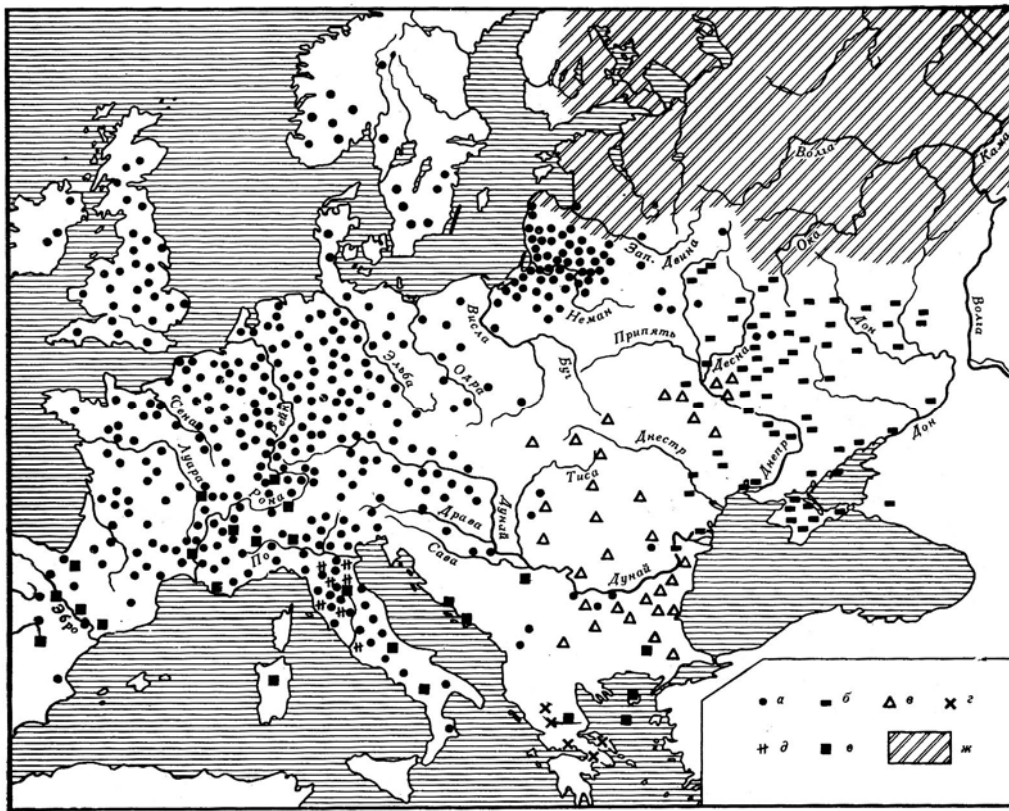 Волга
Кама
Ока
Зап. Двина
Волга
Дон
Неман
Висла
Припять
Десна
Эльба
Одра
Буг
Сена
Рейн
Дон
Луара
Днестр
Днепр
Тиса
Рона
Драва
Дунай
Сава
По
Дунай
Эбро
а б в г
д е ж